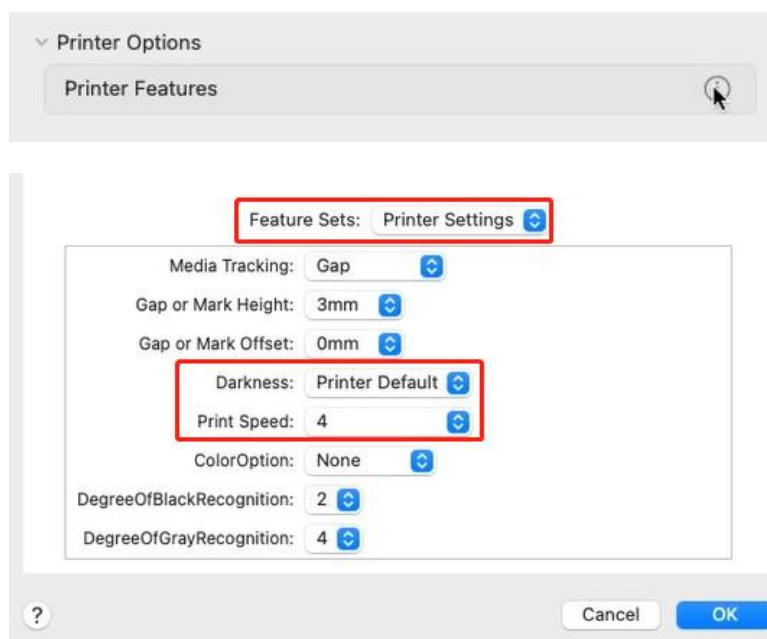 Printer Options
Printer Features
Feature Sets: Printer Settings
Media Tracking: Gap
Gap or Mark Height: 3mm
Gap or Mark Offset: 0mm
Darkness: Printer Default
Print Speed: 4
ColorOption: None
DegreeOfBlackRecognition: 2
DegreeOfGrayRecognition: 4
? Cancel OK